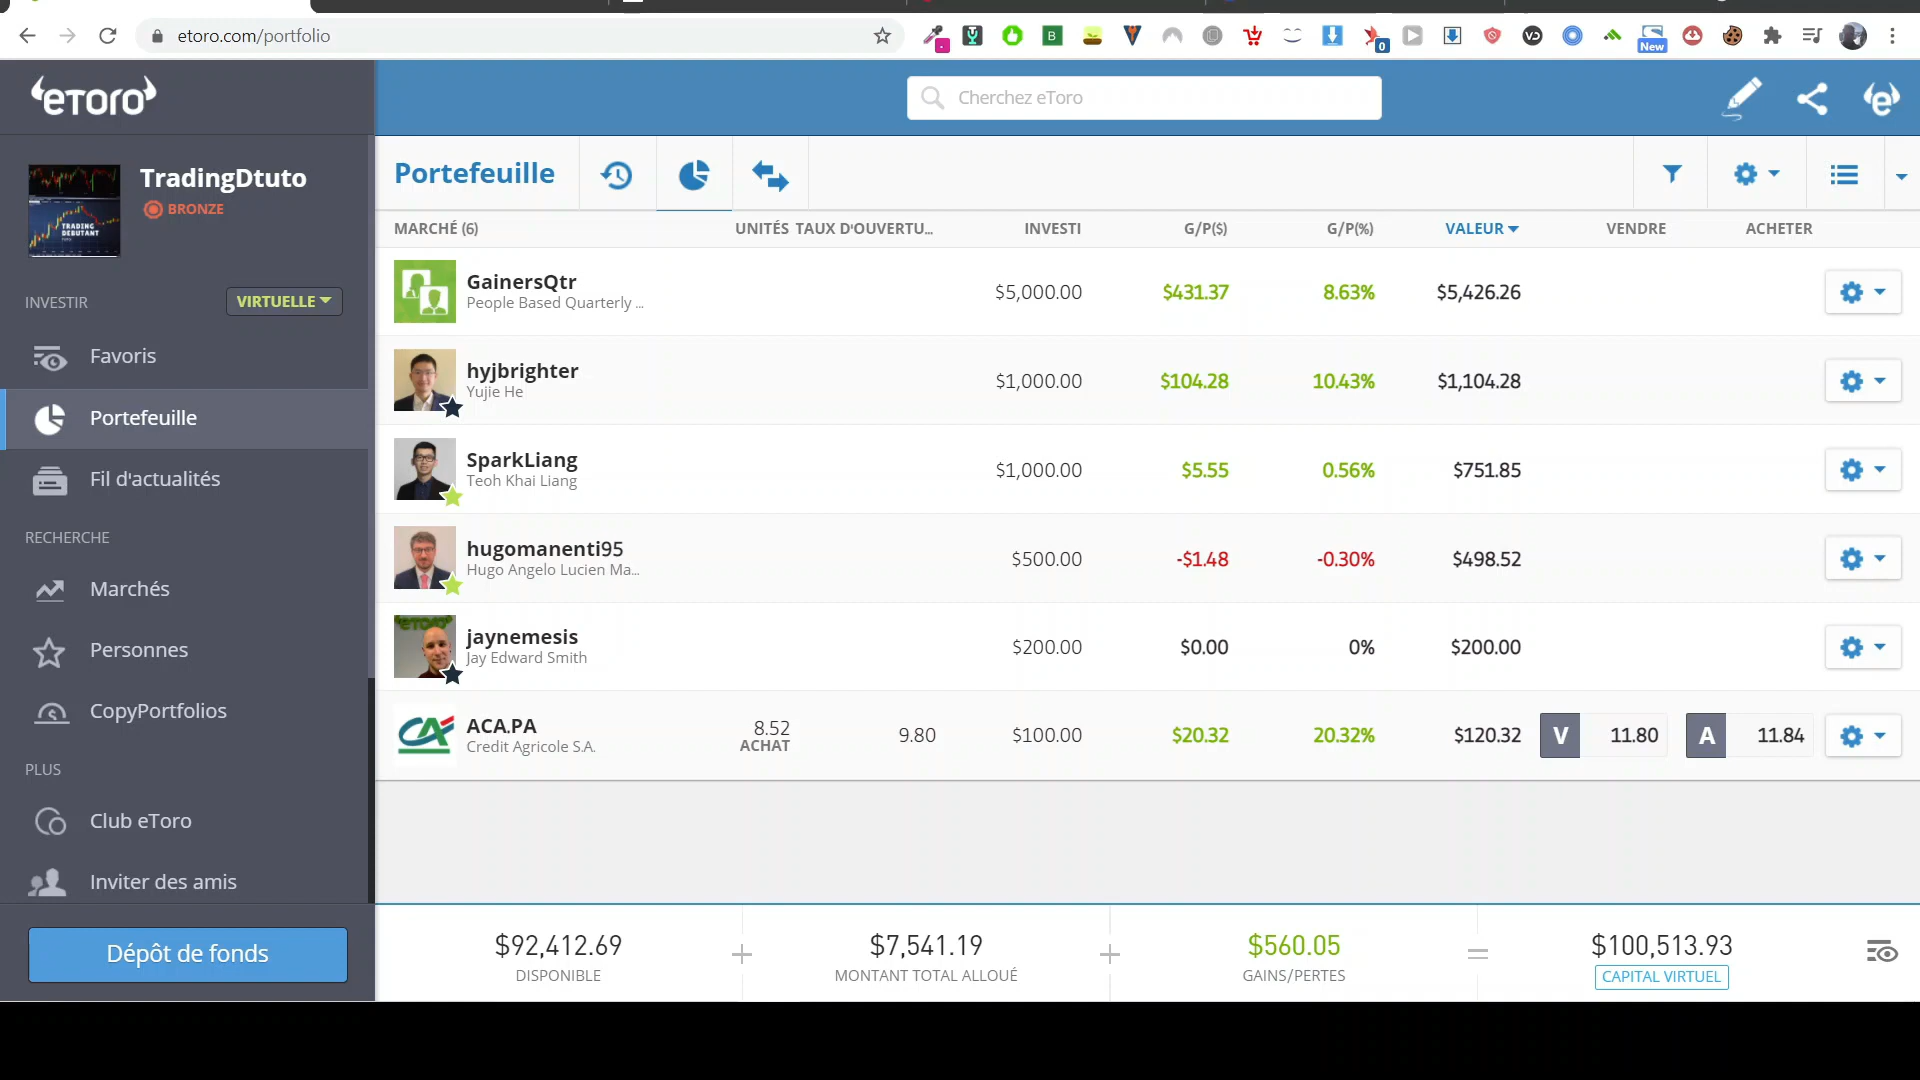 etoro.com/portfolio
B
0
New
eToro
Cherchez eToro
TradingDtuto
BRONZE
TRADING
DEBUTANT
INVESTIR
VIRTUELLE
Favoris
Portefeuille
Fil d'actualités
RECHERCHE
Marchés
Personnes
CopyPortfolios
PLUS
Club eToro
Inviter des amis
Dépôt de fonds
Portefeuille
MARCHÉ (6) UNITÉS TAUX D'OUVERTU... INVESTI G/P($) G/P(%) VALEUR VENDRE ACHETER
GainersQtr
People Based Quarterly ...
$5,000.00 $431.37 8.63% $5,426.26
hyjbrighter
Yujie He
$1,000.00 $104.28 10.43% $1,104.28
SparkLiang
Teoh Khai Liang
$1,000.00 $5.55 0.56% $751.85
hugomanenti95
Hugo Angelo Lucien Ma...
$500.00 -$1.48 -0.30% $498.52
eTORO
jaynemesis
Jay Edward Smith
$200.00 $0.00 0% $200.00
CA
ACA.PA
Credit Agricole S.A.
8.52
ACHAT
9.80 $100.00 $20.32 20.32% $120.32 V 11.80 A 11.84
$92,412.69 + $7,541.19 + $560.05 = $100,513.93
DISPONIBLE MONTANT TOTAL ALLOUÉ GAINS/PERTES CAPITAL VIRTUEL